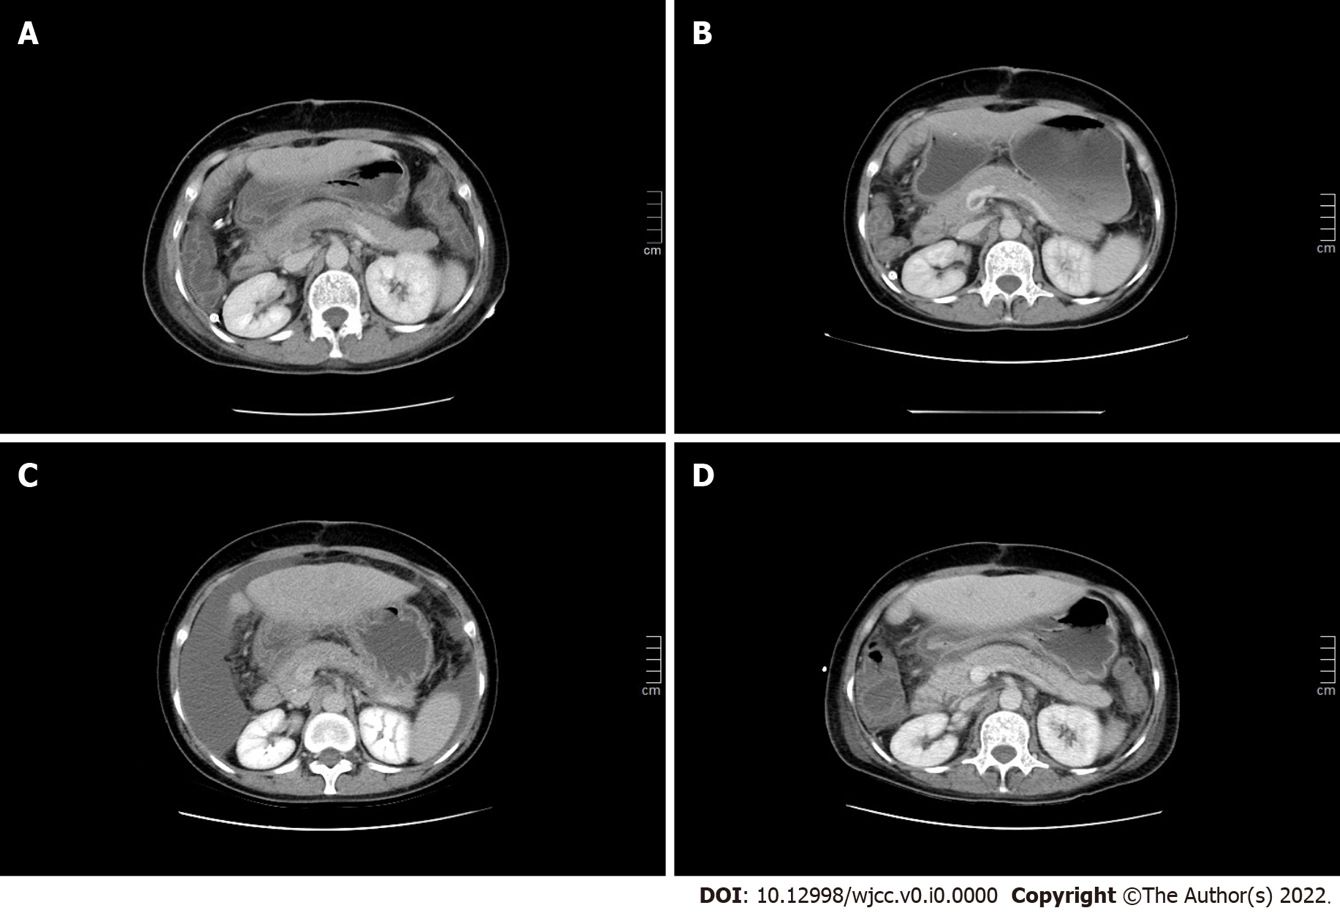 A
B
cm
cm
C
D
cm
cm
DOI: 10.12998/wjcc.v0.i0.0000 Copyright ©The Author(s) 2022.